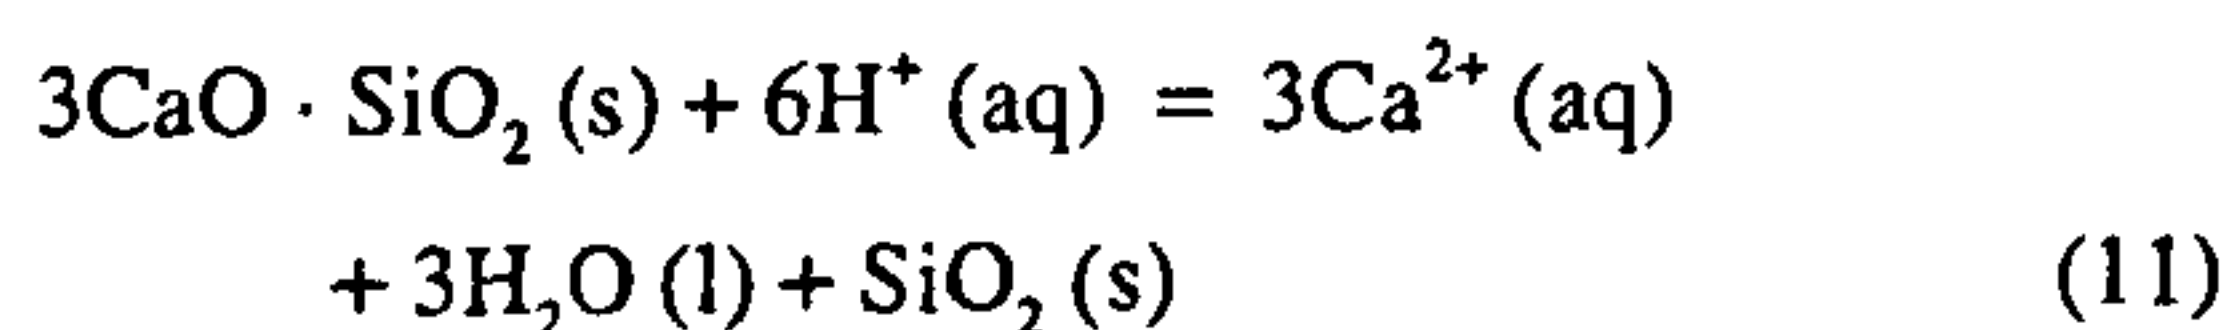 3CaO · SiO₂ (s) + 6H⁺ (aq) = 3Ca²⁺ (aq)
+ 3H₂O (l) + SiO₂ (s) (11)